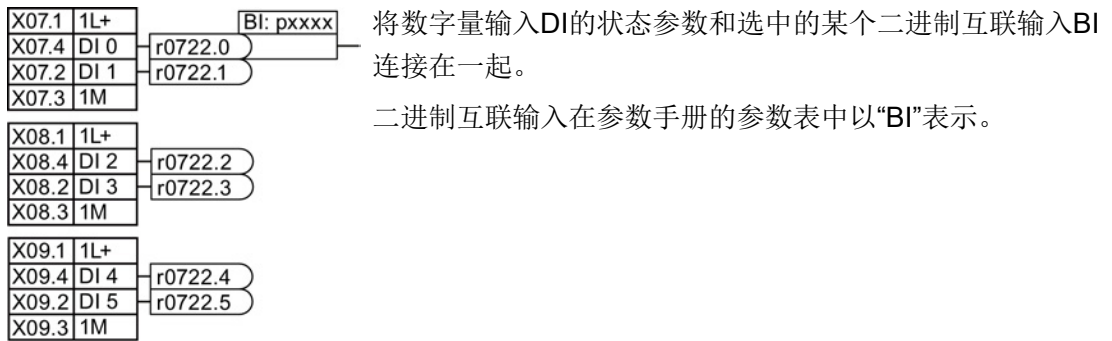 X07.1 1L+ BI: pxxxx
X07.4 DI 0 r0722.0
X07.2 DI 1 r0722.1
X07.3 1M
X08.1 1L+
X08.4 DI 2 r0722.2
X08.2 DI 3 r0722.3
X08.3 1M
X09.1 1L+
X09.4 DI 4 r0722.4
X09.2 DI 5 r0722.5
X09.3 1M
将数字量输入DI的状态参数和选中的某个二进制互联输入BI
连接在一起。
二进制互联输入在参数手册的参数表中以“BI”表示。